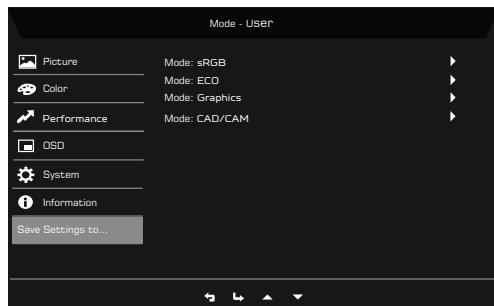 Mode - User
Picture
Color
Performance
OSD
System
Information
Save Settings to...
Mode: sRGB
Mode: ECO
Mode: Graphics
Mode: CAD/CAM